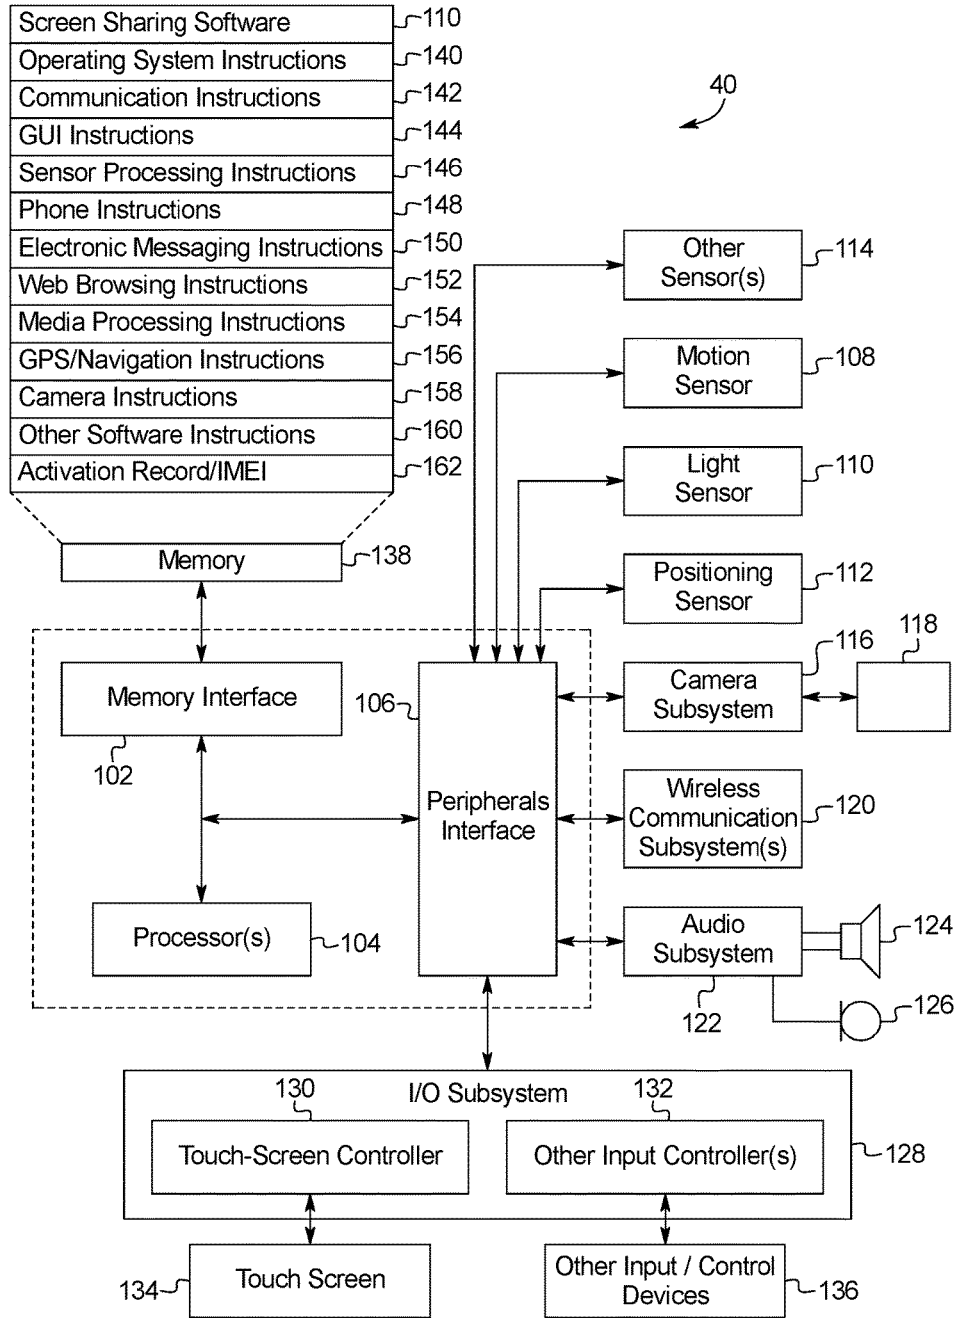 Screen Sharing Software 110
Operating System Instructions 140
Communication Instructions 142
GUI Instructions 144
Sensor Processing Instructions 146
Phone Instructions 148
Electronic Messaging Instructions 150
Web Browsing Instructions 152
Media Processing Instructions 154
GPS/Navigation Instructions 156
Camera Instructions 158
Other Software Instructions 160
Activation Record/IMEI 162
Memory 138
40
Other
Sensor(s)
114
Motion
Sensor
108
Light
Sensor
110
Positioning
Sensor
112
Memory Interface
102
106
Peripherals
Interface
Processor(s)
104
Camera
Subsystem
116
118
Wireless
Communication
Subsystem(s)
120
Audio
Subsystem
122
124
126
I/O Subsystem
128
130
Touch-Screen Controller
132
Other Input Controller(s)
134
Touch Screen
Other Input / Control
Devices
136